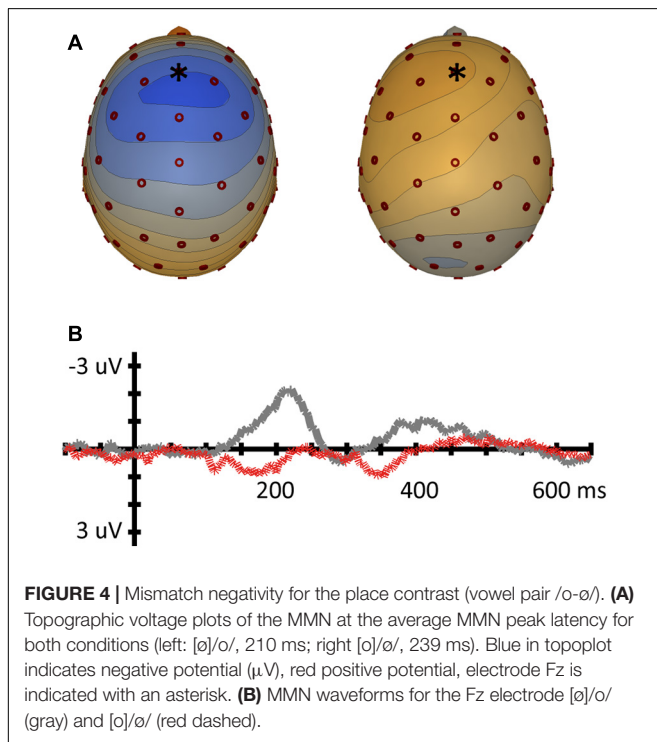 A
*
*
B
-3 uV
200
400
600 ms
3 uV
FIGURE 4 | Mismatch negativity for the place contrast (vowel pair /o-ø/). (A)
Topographic voltage plots of the MMN at the average MMN peak latency for
both conditions (left: [ø]/o/, 210 ms; right [o]/ø/, 239 ms). Blue in topoplot
indicates negative potential (μV), red positive potential, electrode Fz is
indicated with an asterisk. (B) MMN waveforms for the Fz electrode [ø]/o/
(gray) and [o]/ø/ (red dashed).